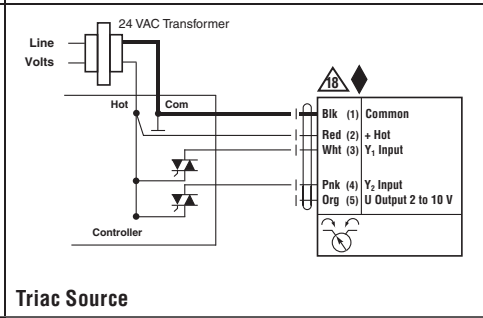 24 VAC Transformer
Line
Volts
Hot
Com
18
Blk (1) Common
Red (2) + Hot
Wht (3) Y₁ Input
Pnk (4) Y₂ Input
Org (5) U Output 2 to 10 V
Controller
Triac Source